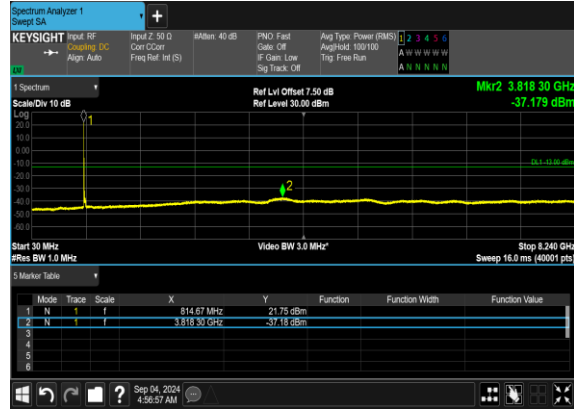 Spectrum Analyzer 1
Swept SA
+
KEYSIGHT Input: RF Input Z: 50 Ω #Atten: 40 dB PNO: Fast Avg Type: Power (RMS) 1 2 3 4 5 6
Coupling: DC Corr CCorr Gate: Off Avg|Hold: 100/100 A W W W W W
Align: Auto Freq Ref: Int (S) IF Gain: Low Trig: Free Run
Sig Track: Off A N N N N N
1 Spectrum Ref Lvl Offset 7.50 dB Mkr2 3.818 30 GHz
Scale/Div 10 dB Ref Level 30.00 dBm -37.179 dBm
Log
20.0
10.0
0.00
-10.0
-20.0
-30.0
-40.0
-50.0
-60.0
1
2
DL1 -13.00 dBm
Start 30 MHz Video BW 3.0 MHz* Stop 8.240 GHz
#Res BW 1.0 MHz Sweep 16.0 ms (40001 pts)
5 Marker Table
Mode Trace Scale X Y Function Function Width Function Value
1 N 1 f 814.67 MHz 21.75 dBm
2 N 1 f 3.818 30 GHz -37.18 dBm
3
4
5
6
? Sep 04, 2024
4:56:57 AM